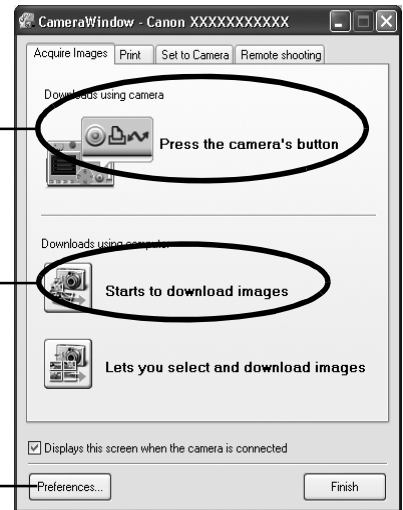 CameraWindow - Canon XXXXXXXXXXX
Acquire Images Print Set to Camera Remote shooting
Downloads using camera
Press the camera's button
Downloads using computer
Starts to download images
Lets you select and download images
Displays this screen when the camera is connected
Preferences... Finish